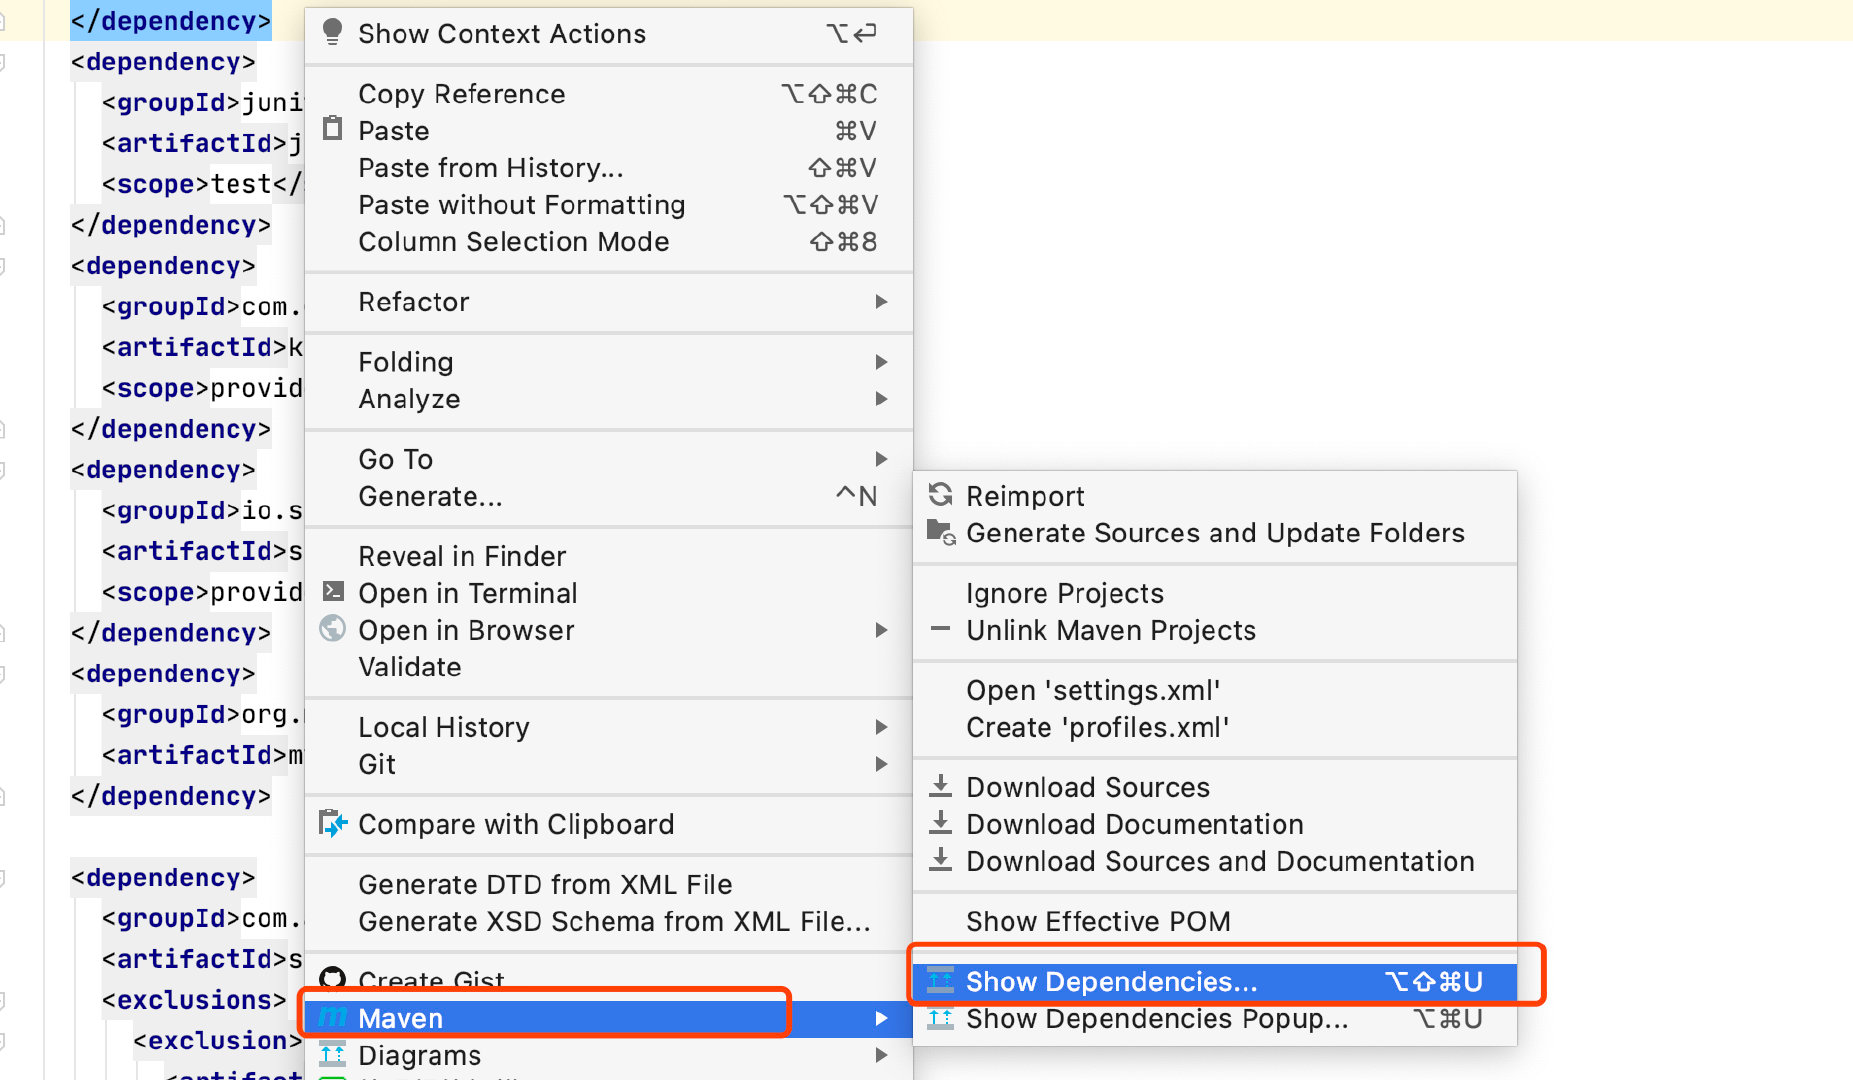 </dependency>
<dependency>
<groupId>juni
<artifactId>j
<scope>test</
</dependency>
<dependency>
<groupId>com.
<artifactId>k
<scope>provid
</dependency>
<dependency>
<groupId>io.s
<artifactId>s
<scope>provid
</dependency>
<dependency>
<groupId>org.
<artifactId>m
</dependency>
<dependency>
<groupId>com.
<artifactId>s
<exclusions>
<exclusion>
<artifact
Show Context Actions ⌥↩
Copy Reference ⌥⇧⌘C
Paste ⌘V
Paste from History... ⇧⌘V
Paste without Formatting ⌥⇧⌘V
Column Selection Mode ⇧⌘8
Refactor
Folding
Analyze
Go To
Generate... ^N
Reveal in Finder
Open in Terminal
Open in Browser
Validate
Local History
Git
Compare with Clipboard
Generate DTD from XML File
Generate XSD Schema from XML File...
Create Gist
Maven
Diagrams
Reimport
Generate Sources and Update Folders
Ignore Projects
Unlink Maven Projects
Open 'settings.xml'
Create 'profiles.xml'
Download Sources
Download Documentation
Download Sources and Documentation
Show Effective POM
Show Dependencies... ⌥⇧⌘U
Show Dependencies Popup... ⌥⌘U